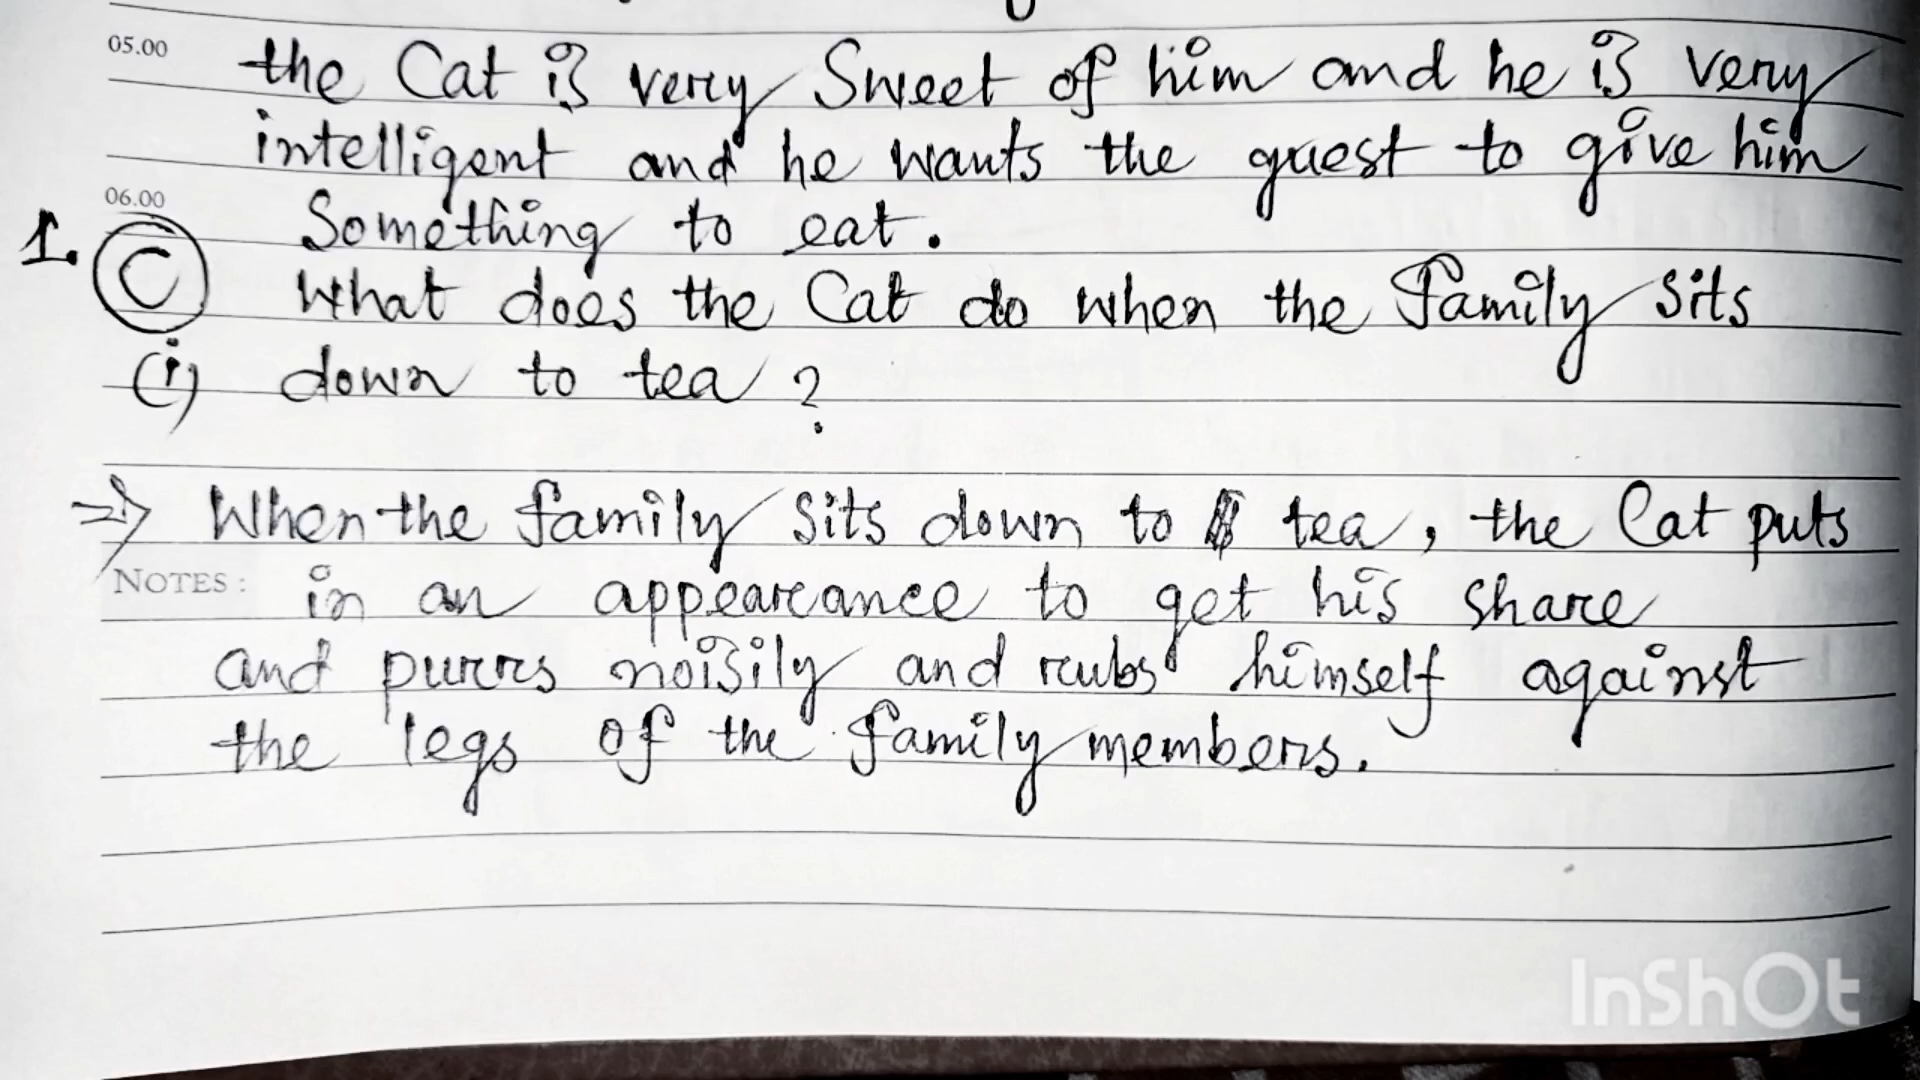 05.00 the Cat is very Sweet of him and he is very
intelligent and he wants the guest to give him
06.00 Something to eat.
1. C What does the Cat do when the family sits
(i) down to tea?
=> When the family sits down to tea, the Cat puts
NOTES: in an appearance to get his share
and purrs noisily and rubs himself against
the legs of the family members.
InShOt